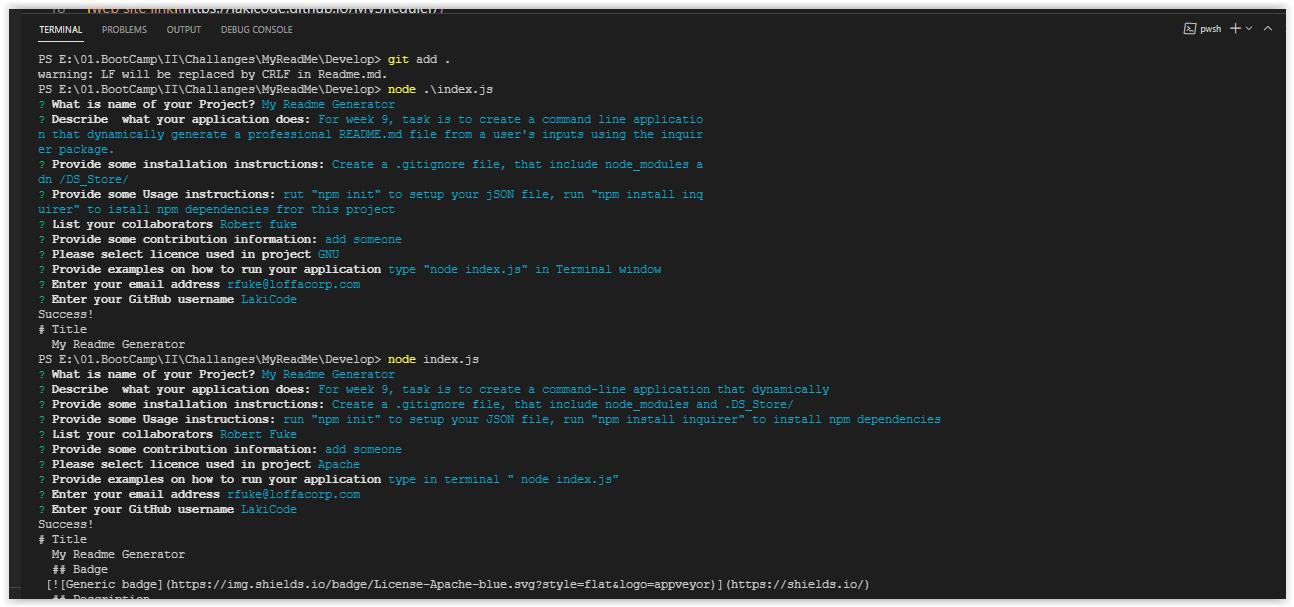 [web site link](https://lakicode.github.io/MySheduler/)
TERMINAL PROBLEMS OUTPUT DEBUG CONSOLE pwsh
PS E:\01.BootCamp\II\Challanges\MyReadMe\Develop> git add .
warning: LF will be replaced by CRLF in Readme.md.
PS E:\01.BootCamp\II\Challanges\MyReadMe\Develop> node .\index.js
? What is name of your Project? My Readme Generator
? Describe  what your application does: For week 9, task is to create a command line applicatio
n that dynamically generate a professional README.md file from a user's inputs using the inquir
er package.
? Provide some installation instructions: Create a .gitignore file, that include node_modules a
dn /DS_Store/
? Provide some Usage instructions: rut "npm init" to setup your jSON file, run "npm install inq
uirer" to istall npm dependencies fror this project
? List your collaborators Robert fuke
? Provide some contribution information: add someone
? Please select licence used in project GNU
? Provide examples on how to run your application type "node index.js" in Terminal window
? Enter your email address rfuke@loffacorp.com
? Enter your GitHub username LakiCode
Success!
# Title
My Readme Generator
PS E:\01.BootCamp\II\Challanges\MyReadMe\Develop> node index.js
? What is name of your Project? My Readme Generator
? Describe  what your application does: For week 9, task is to create a command-line application that dynamically
? Provide some installation instructions: Create a .gitignore file, that include node_modules and .DS_Store/
? Provide some Usage instructions: run "npm init" to setup your JSON file, run "npm install inquirer" to install npm dependencies
? List your collaborators Robert Fuke
? Provide some contribution information: add someone
? Please select licence used in project Apache
? Provide examples on how to run your application type in terminal " node index.js"
? Enter your email address rfuke@loffacorp.com
? Enter your GitHub username LakiCode
Success!
# Title
My Readme Generator
## Badge
[![Generic badge](https://img.shields.io/badge/License-Apache-blue.svg?style=flat&logo=appveyor)](https://shields.io/)
## Description